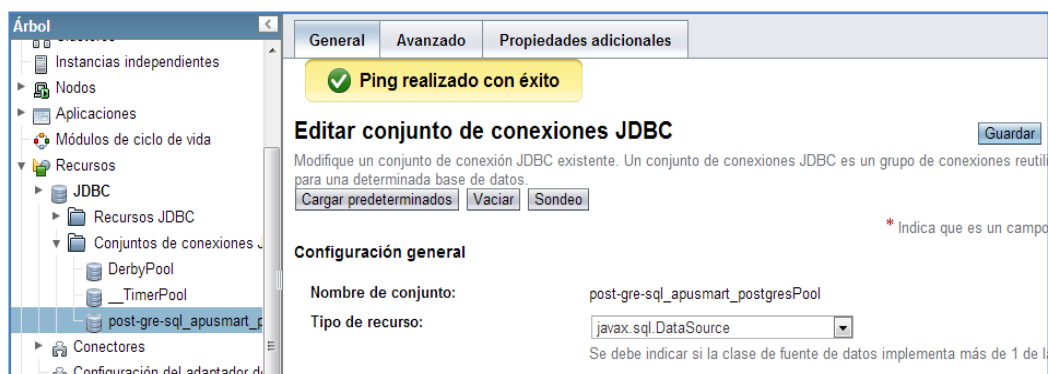 Árbol
Instancias independientes
Nodos
Aplicaciones
Módulos de ciclo de vida
Recursos
JDBC
Recursos JDBC
Conjuntos de conexiones J
DerbyPool
__TimerPool
post-gre-sql_apusmart_p
Conectores
Configuración del adaptador de
General Avanzado Propiedades adicionales
Ping realizado con éxito
Editar conjunto de conexiones JDBC
Guardar
Modifique un conjunto de conexión JDBC existente. Un conjunto de conexiones JDBC es un grupo de conexiones reutili
para una determinada base de datos.
Cargar predeterminados Vaciar Sondeo
* Indica que es un campo
Configuración general
Nombre de conjunto: post-gre-sql_apusmart_postgresPool
Tipo de recurso: javax.sql.DataSource
Se debe indicar si la clase de fuente de datos implementa más de 1 de l